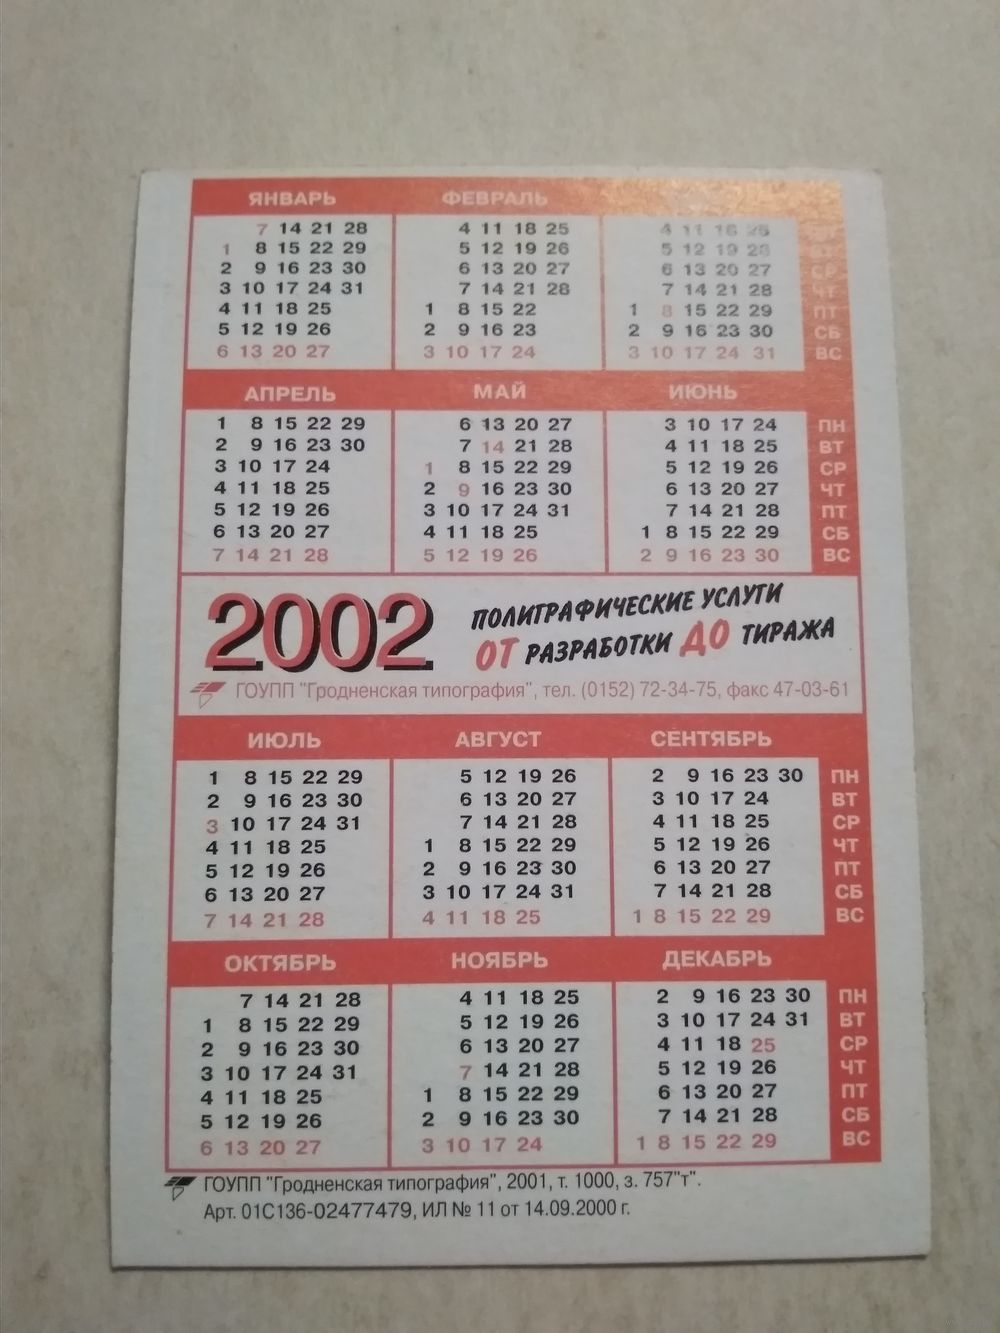 ЯНВАРЬ ФЕВРАЛЬ
7 14 21 28 4 11 18 25 4 11 18 25
1 8 15 22 29 5 12 19 26 5 12 19 26
2 9 16 23 30 6 13 20 27 6 13 20 27 СР
3 10 17 24 31 7 14 21 28 7 14 21 28 ЧТ
4 11 18 25 1 8 15 22 1 8 15 22 29 ПТ
5 12 19 26 2 9 16 23 2 9 16 23 30 СБ
6 13 20 27 3 10 17 24 3 10 17 24 31 ВС
АПРЕЛЬ МАЙ ИЮНЬ
1 8 15 22 29 6 13 20 27 3 10 17 24 ПН
2 9 16 23 30 7 14 21 28 4 11 18 25 ВТ
3 10 17 24 1 8 15 22 29 5 12 19 26 СР
4 11 18 25 2 9 16 23 30 6 13 20 27 ЧТ
5 12 19 26 3 10 17 24 31 7 14 21 28 ПТ
6 13 20 27 4 11 18 25 1 8 15 22 29 СБ
7 14 21 28 5 12 19 26 2 9 16 23 30 ВС
2002
ПОЛИГРАФИЧЕСКИЕ УСЛУГИ
ОТ РАЗРАБОТКИ ДО ТИРАЖА
ГОУПП "Гродненская типография", тел. (0152) 72-34-75, факс 47-03-61
ИЮЛЬ АВГУСТ СЕНТЯБРЬ
1 8 15 22 29 5 12 19 26 2 9 16 23 30 ПН
2 9 16 23 30 6 13 20 27 3 10 17 24 ВТ
3 10 17 24 31 7 14 21 28 4 11 18 25 СР
4 11 18 25 1 8 15 22 29 5 12 19 26 ЧТ
5 12 19 26 2 9 16 23 30 6 13 20 27 ПТ
6 13 20 27 3 10 17 24 31 7 14 21 28 СБ
7 14 21 28 4 11 18 25 1 8 15 22 29 ВС
ОКТЯБРЬ НОЯБРЬ ДЕКАБРЬ
7 14 21 28 4 11 18 25 2 9 16 23 30 ПН
1 8 15 22 29 5 12 19 26 3 10 17 24 31 ВТ
2 9 16 23 30 6 13 20 27 4 11 18 25 СР
3 10 17 24 31 7 14 21 28 5 12 19 26 ЧТ
4 11 18 25 1 8 15 22 29 6 13 20 27 ПТ
5 12 19 26 2 9 16 23 30 7 14 21 28 СБ
6 13 20 27 3 10 17 24 1 8 15 22 29 ВС
ГОУПП "Гродненская типография", 2001, т. 1000, з. 757"т".
Арт. 01С136-02477479, ИЛ № 11 от 14.09.2000 г.